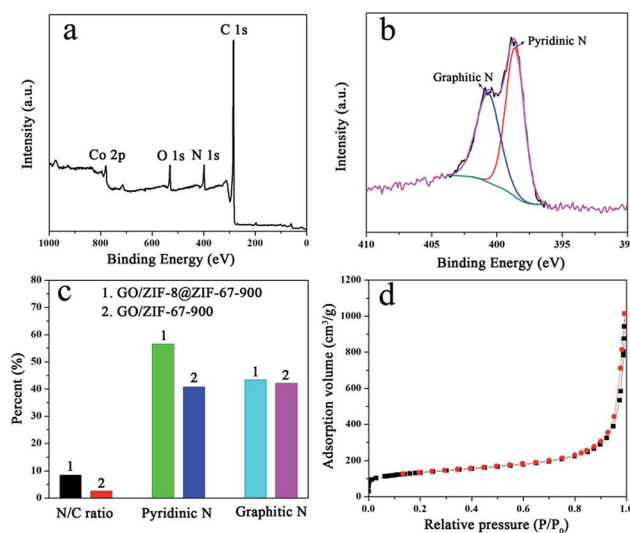 a
C 1s
Co 2p
O 1s
N 1s
Intensity (a.u.)
1000
800
600
400
200
0
Binding Energy (eV)
b
Pyridinic N
Graphitic N
Intensity (a.u.)
410
405
400
395
39
Binding Energy (eV)
c
1. GO/ZIF-8@ZIF-67-900
2. GO/ZIF-67-900
Percent (%)
80
70
60
50
40
30
20
10
0
1
2
1
2
1
2
N/C ratio
Pyridinic N
Graphitic N
d
Adsorption volume (cm³/g)
1200
1000
800
600
400
200
0
0.0
0.2
0.4
0.6
0.8
1.0
Relative pressure (P/P₀)